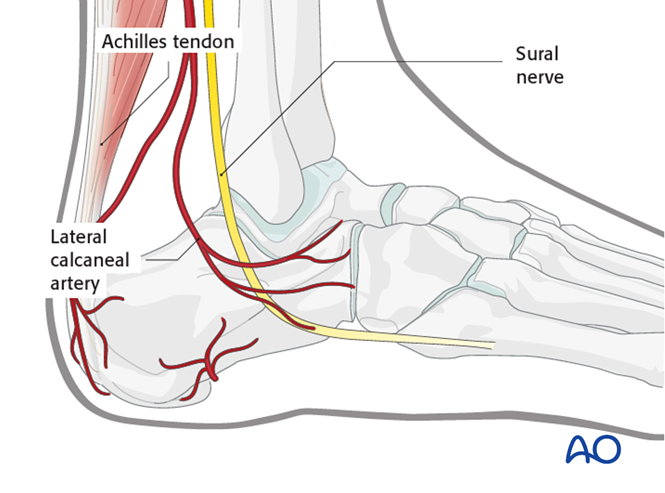 Achilles tendon
Sural
nerve
Lateral
calcaneal
artery
AO